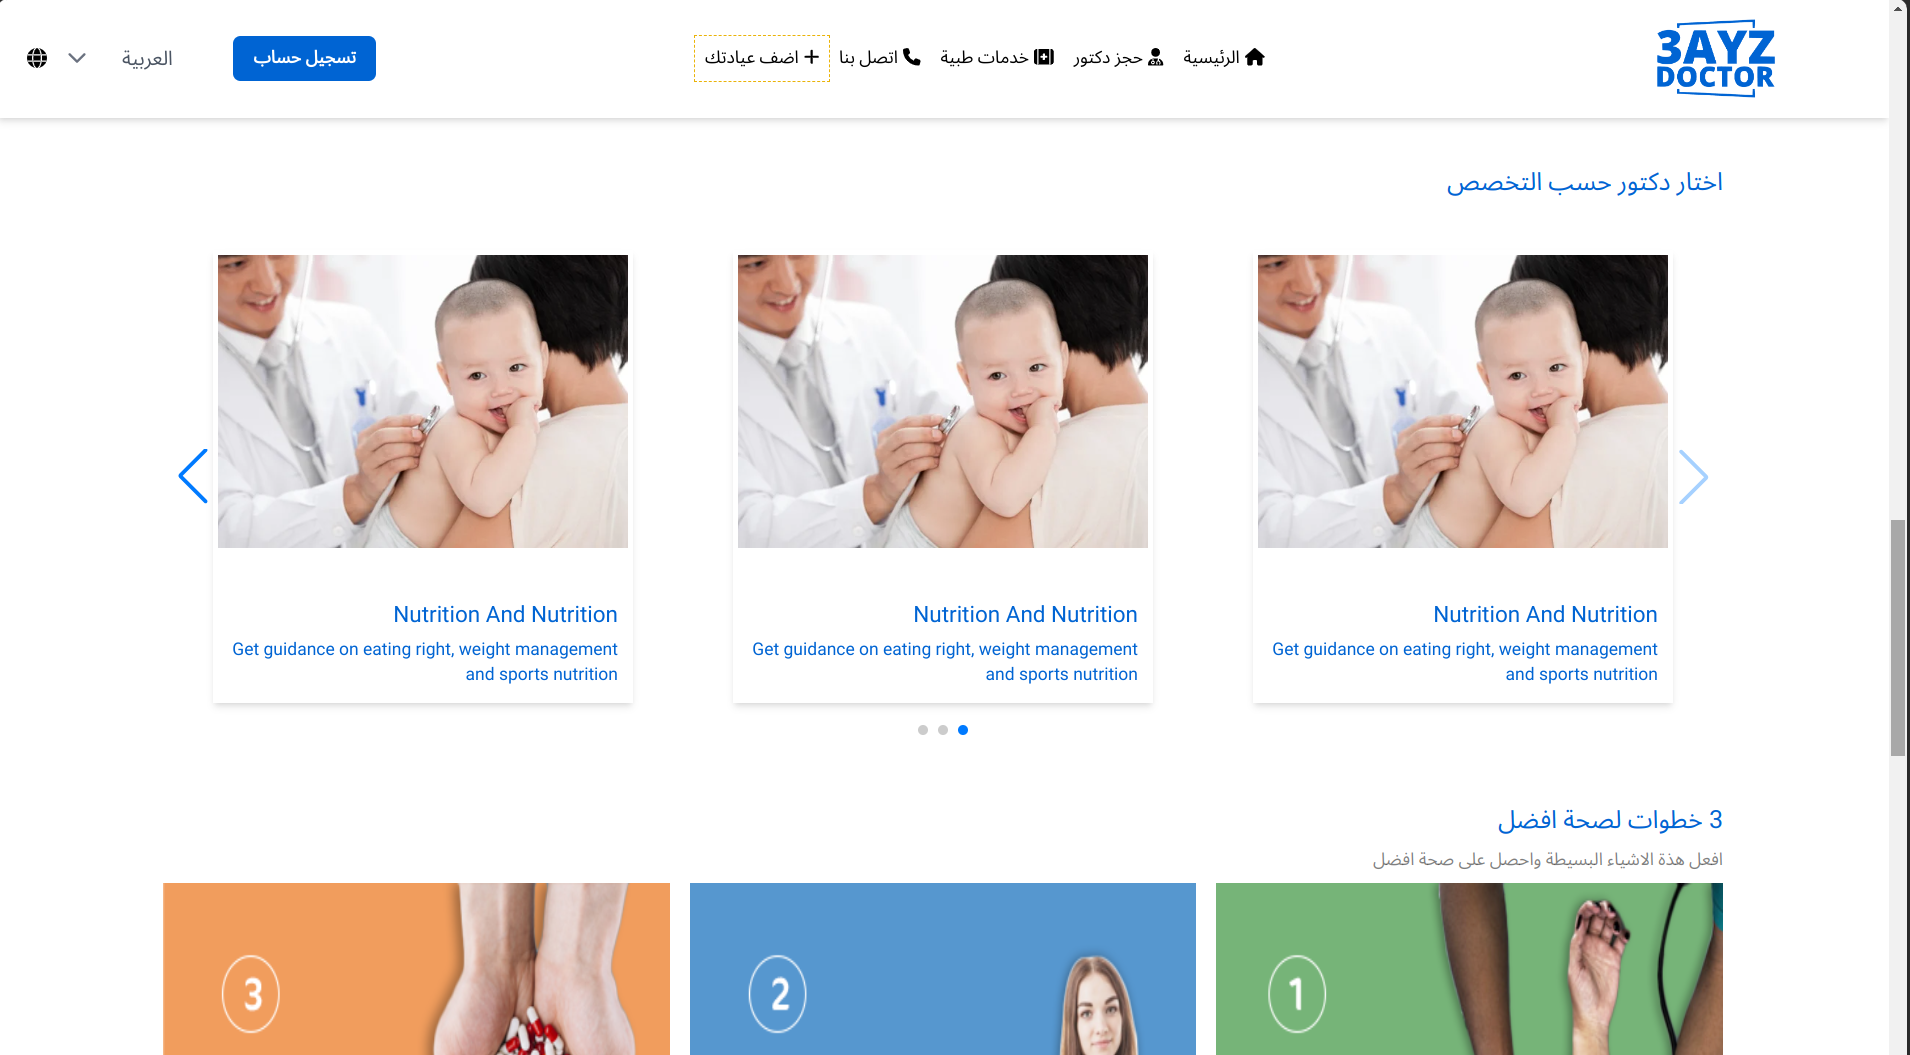 3AYZ
DOCTOR
الرئيسية
حجز دكتور
خدمات طبية
اتصل بنا
اضف عيادتك
تسجيل حساب
العربية
اختار دكتور حسب التخصص
Nutrition And Nutrition
Get guidance on eating right, weight management
and sports nutrition
Nutrition And Nutrition
Get guidance on eating right, weight management
and sports nutrition
Nutrition And Nutrition
Get guidance on eating right, weight management
and sports nutrition
3 خطوات لصحة افضل
افعل هذة الاشياء البسيطة واحصل على صحة افضل
1
2
3